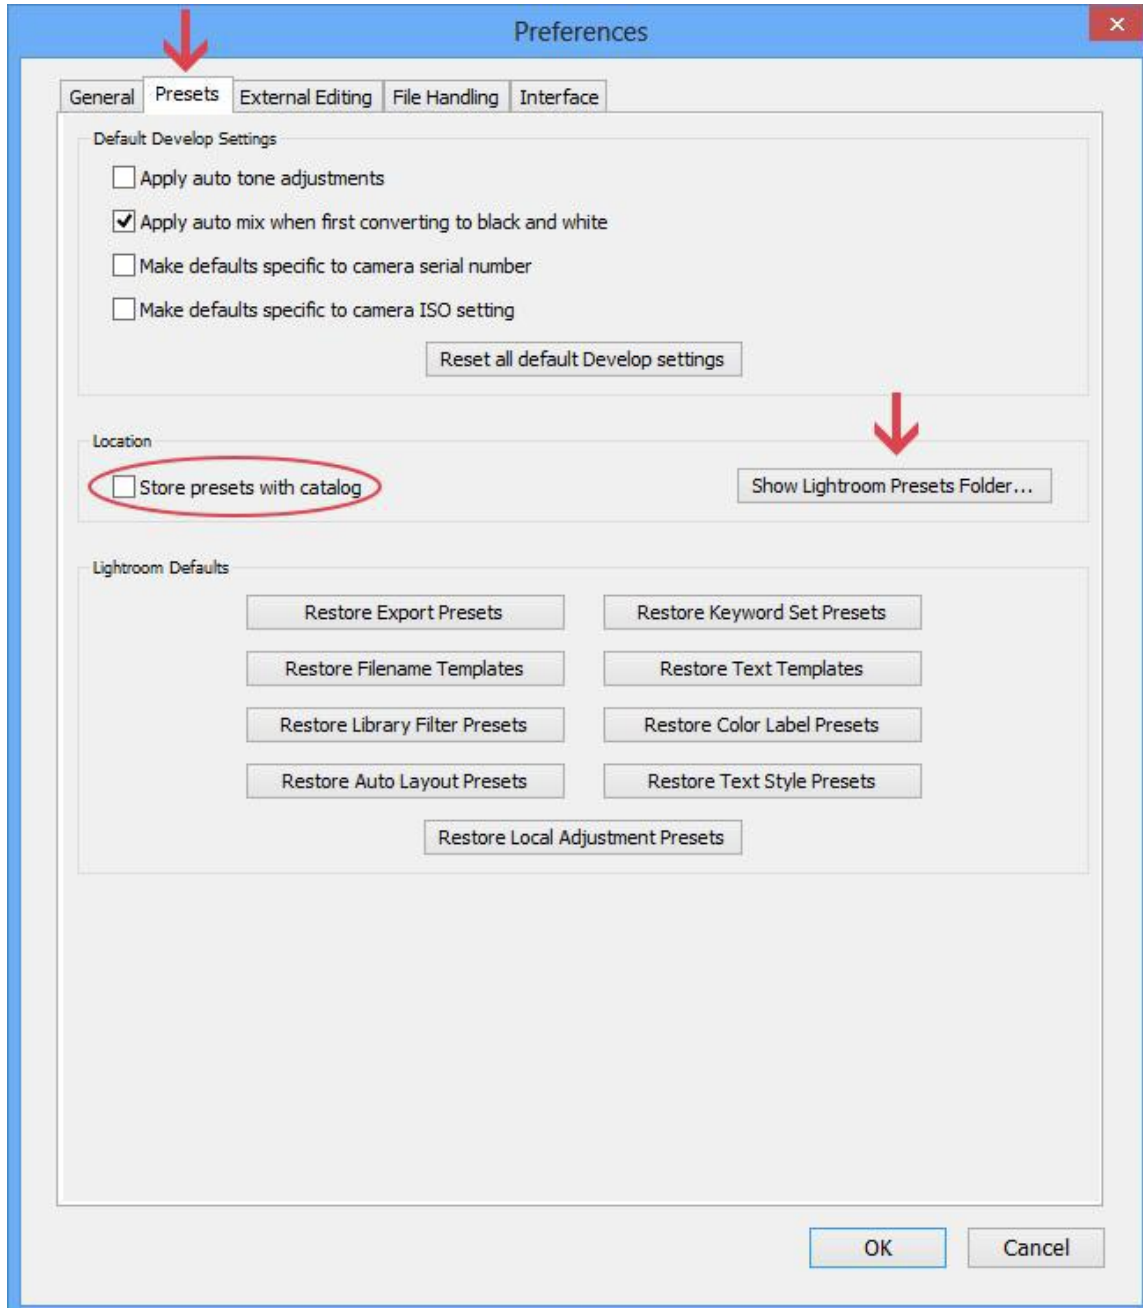 Preferences
General Presets External Editing File Handling Interface
Default Develop Settings
Apply auto tone adjustments
Apply auto mix when first converting to black and white
Make defaults specific to camera serial number
Make defaults specific to camera ISO setting
Reset all default Develop settings
Location
Store presets with catalog Show Lightroom Presets Folder...
Lightroom Defaults
Restore Export Presets Restore Keyword Set Presets
Restore Filename Templates Restore Text Templates
Restore Library Filter Presets Restore Color Label Presets
Restore Auto Layout Presets Restore Text Style Presets
Restore Local Adjustment Presets
OK Cancel